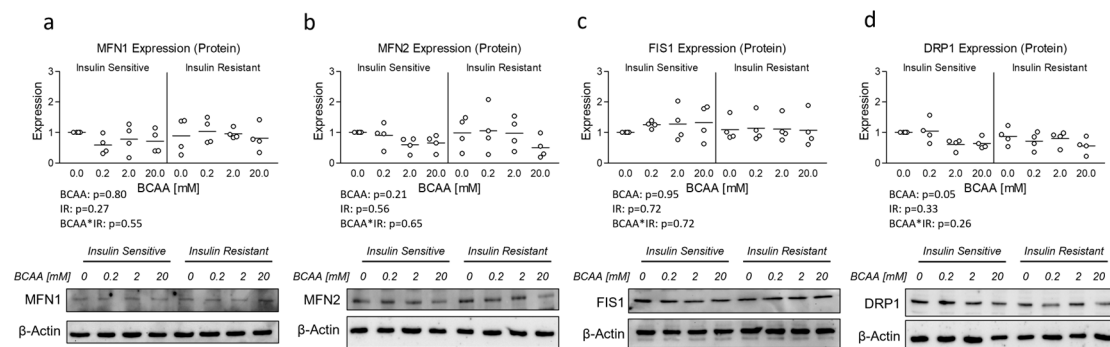 a
MFN1 Expression (Protein)
Insulin Sensitive Insulin Resistant
Expression
3
2
1
0
0.0 0.2 2.0 20.0 0.0 0.2 2.0 20.0
BCAA [mM]
BCAA: p=0.80
IR: p=0.27
BCAA*IR: p=0.55
Insulin Sensitive Insulin Resistant
BCAA [mM] 0 0.2 2 20 0 0.2 2 20
MFN1
β-Actin
b
MFN2 Expression (Protein)
Insulin Sensitive Insulin Resistant
Expression
3
2
1
0
0.0 0.2 2.0 20.0 0.0 0.2 2.0 20.0
BCAA [mM]
BCAA: p=0.21
IR: p=0.56
BCAA*IR: p=0.65
Insulin Sensitive Insulin Resistant
BCAA [mM] 0 0.2 2 20 0 0.2 2 20
MFN2
β-Actin
c
FIS1 Expression (Protein)
Insulin Sensitive Insulin Resistant
Expression
3
2
1
0
0.0 0.2 2.0 20.0 0.0 0.2 2.0 20.0
BCAA [mM]
BCAA: p=0.95
IR: p=0.72
BCAA*IR: p=0.72
Insulin Sensitive Insulin Resistant
BCAA [mM] 0 0.2 2 20 0 0.2 2 20
FIS1
β-Actin
d
DRP1 Expression (Protein)
Insulin Sensitive Insulin Resistant
Expression
3
2
1
0
0.0 0.2 2.0 20.0 0.0 0.2 2.0 20.0
BCAA [mM]
BCAA: p=0.05
IR: p=0.33
BCAA*IR: p=0.26
Insulin Sensitive Insulin Resistant
BCAA [mM] 0 0.2 2 20 0 0.2 2 20
DRP1
β-Actin